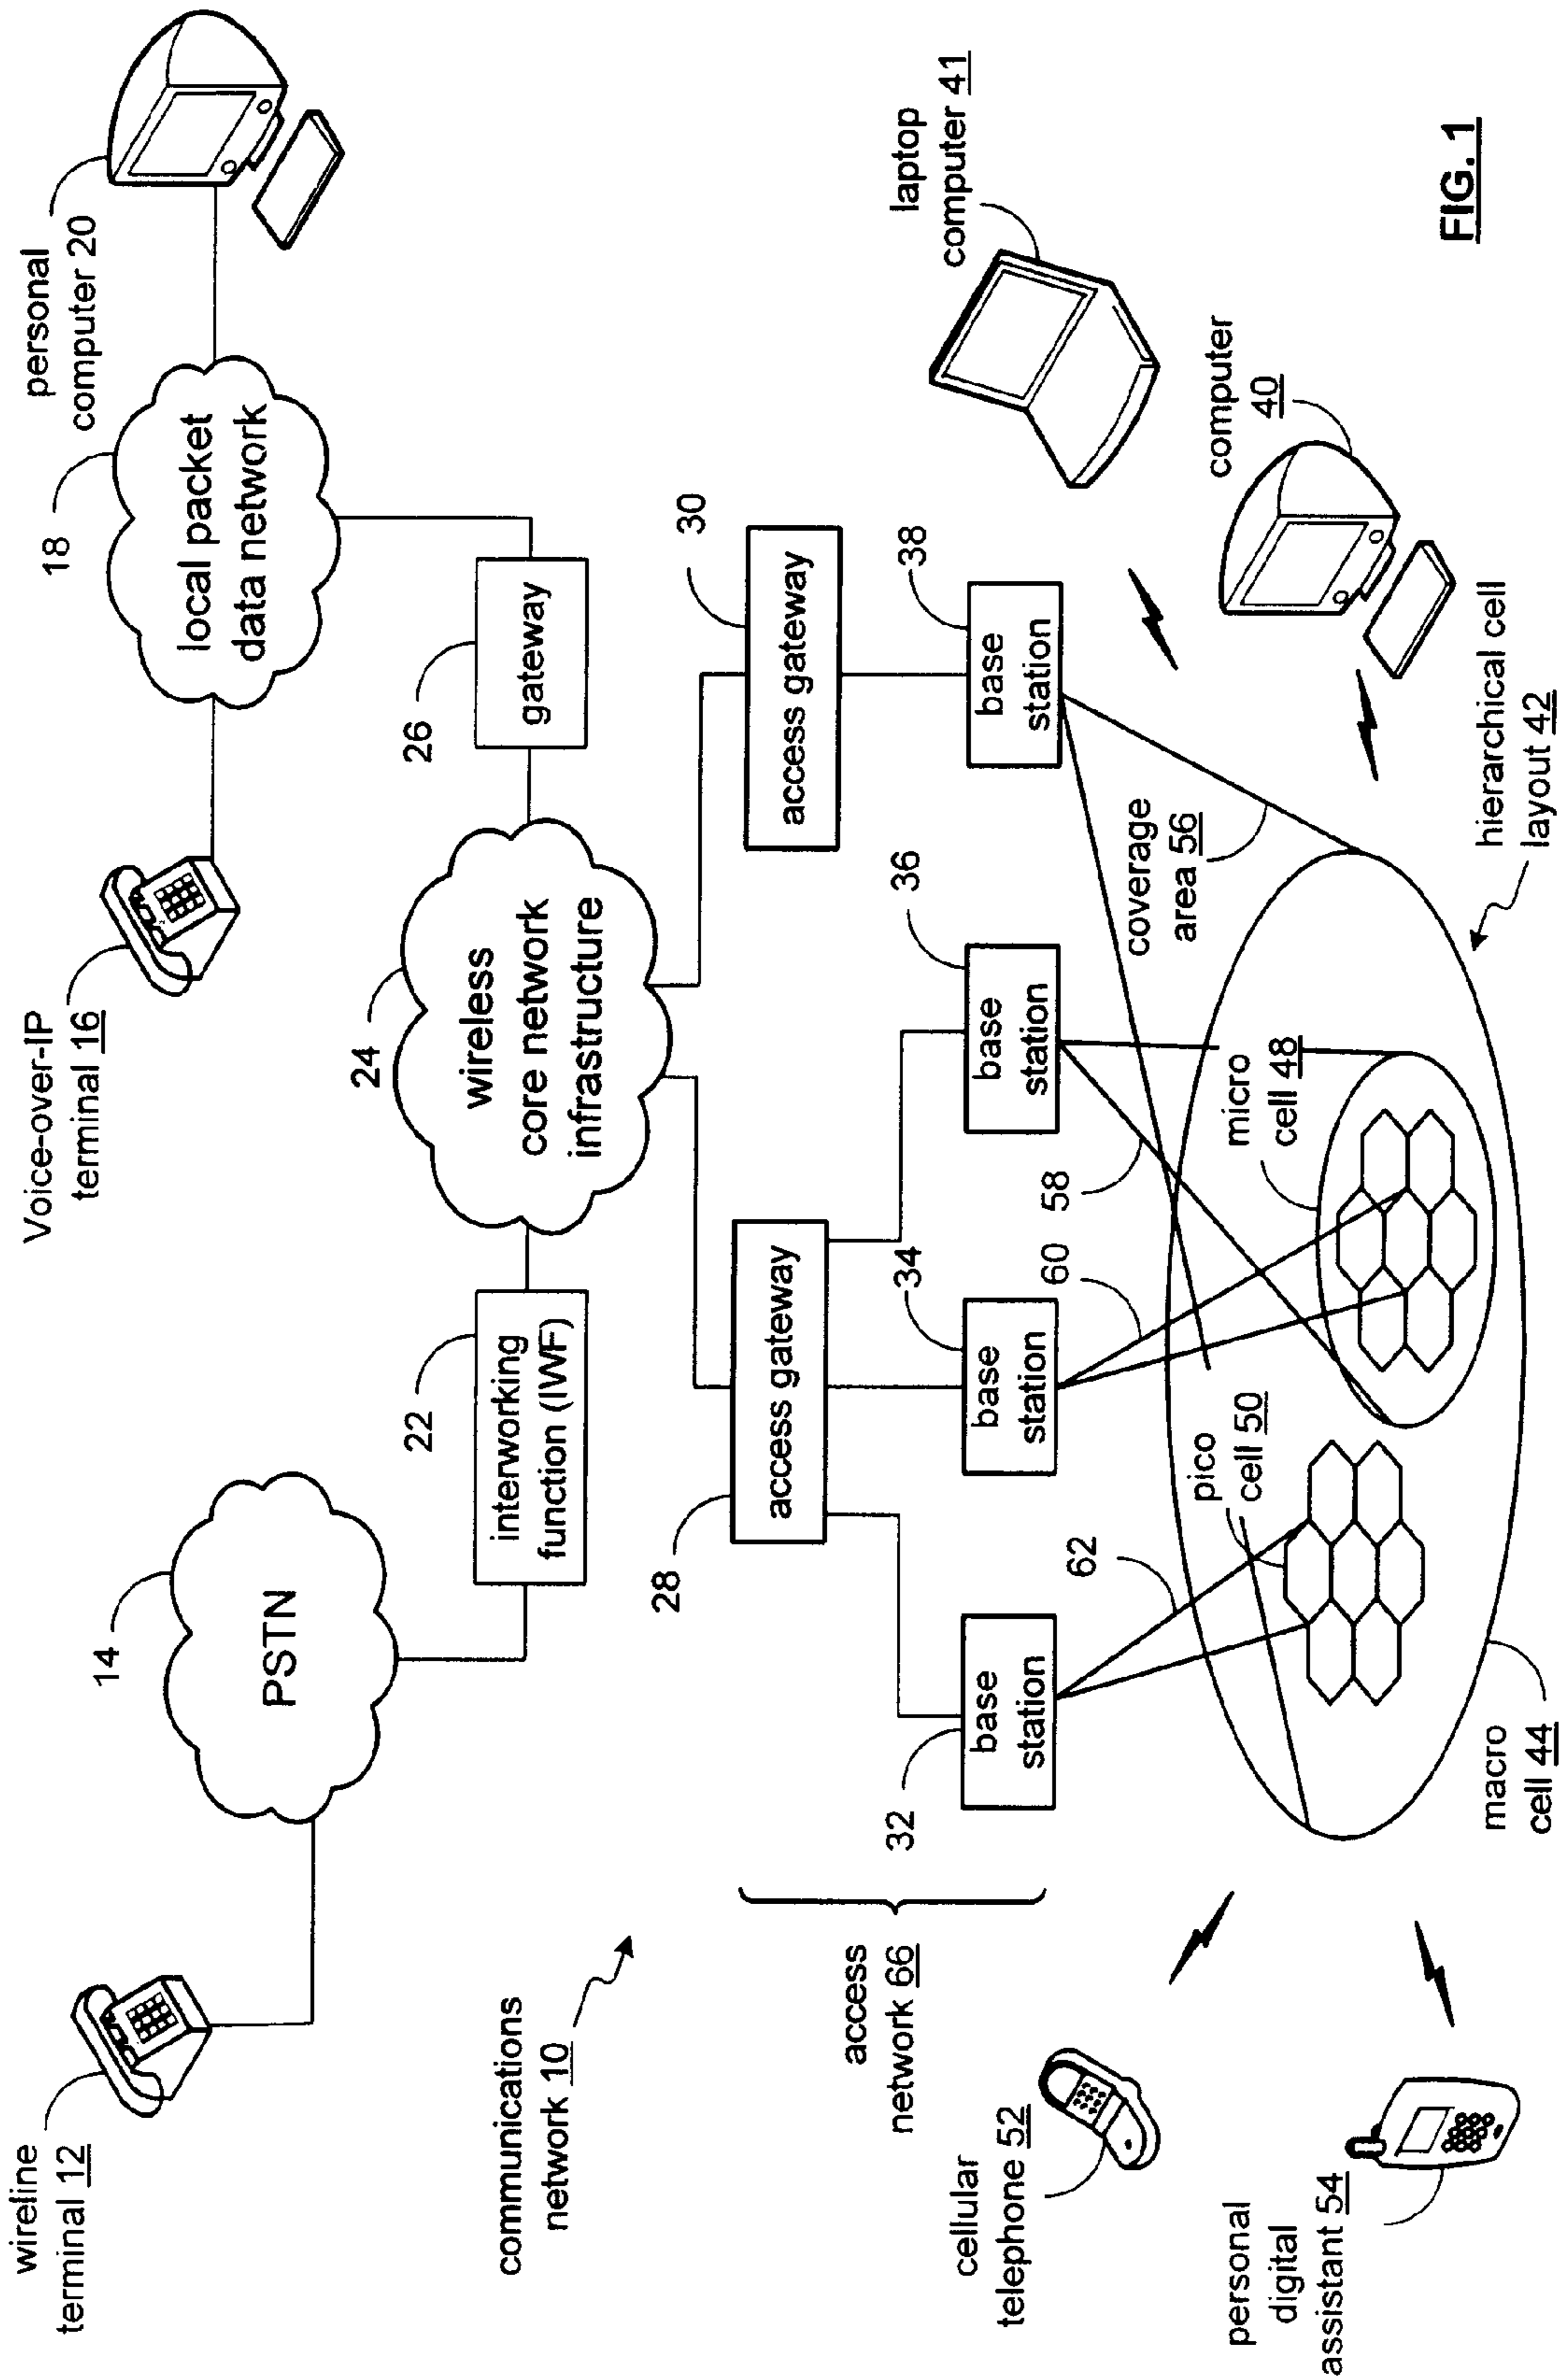 wireline
terminal 12
14
PSTN
Voice-over-IP
terminal 16
18
local packet
data network
personal
computer 20
22
interworking
function (IWF)
24
wireless
core network
infrastructure
26
gateway
communications
network 10
28
access gateway
30
access gateway
access
network 66
32
base
station
34
base
station
36
base
station
38
base
station
laptop
computer 41
cellular
telephone 52
62
60
58
coverage
area 56
computer
40
pico
cell 50
micro
cell 48
personal
digital
assistant 54
macro
cell 44
hierarchical cell
layout 42
FIG. 1